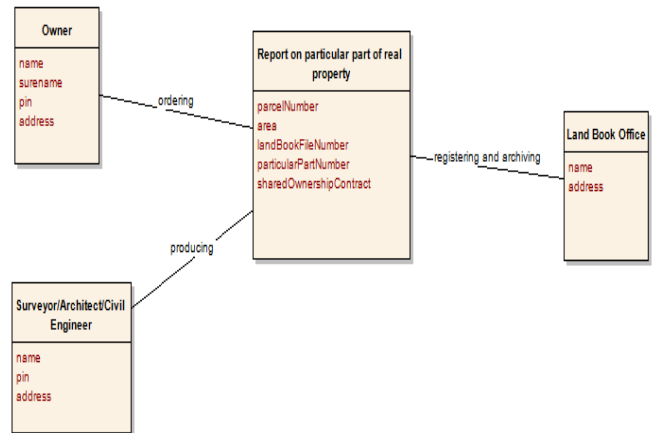 Owner
name
surename
pin
address
ordering
Report on particular part of real
property
parcelNumber
area
landBookFileNumber
particularPartNumber
sharedOwnershipContract
registering and archiving
Land Book Office
name
address
producing
Surveyor/Architect/Civil
Engineer
name
pin
address